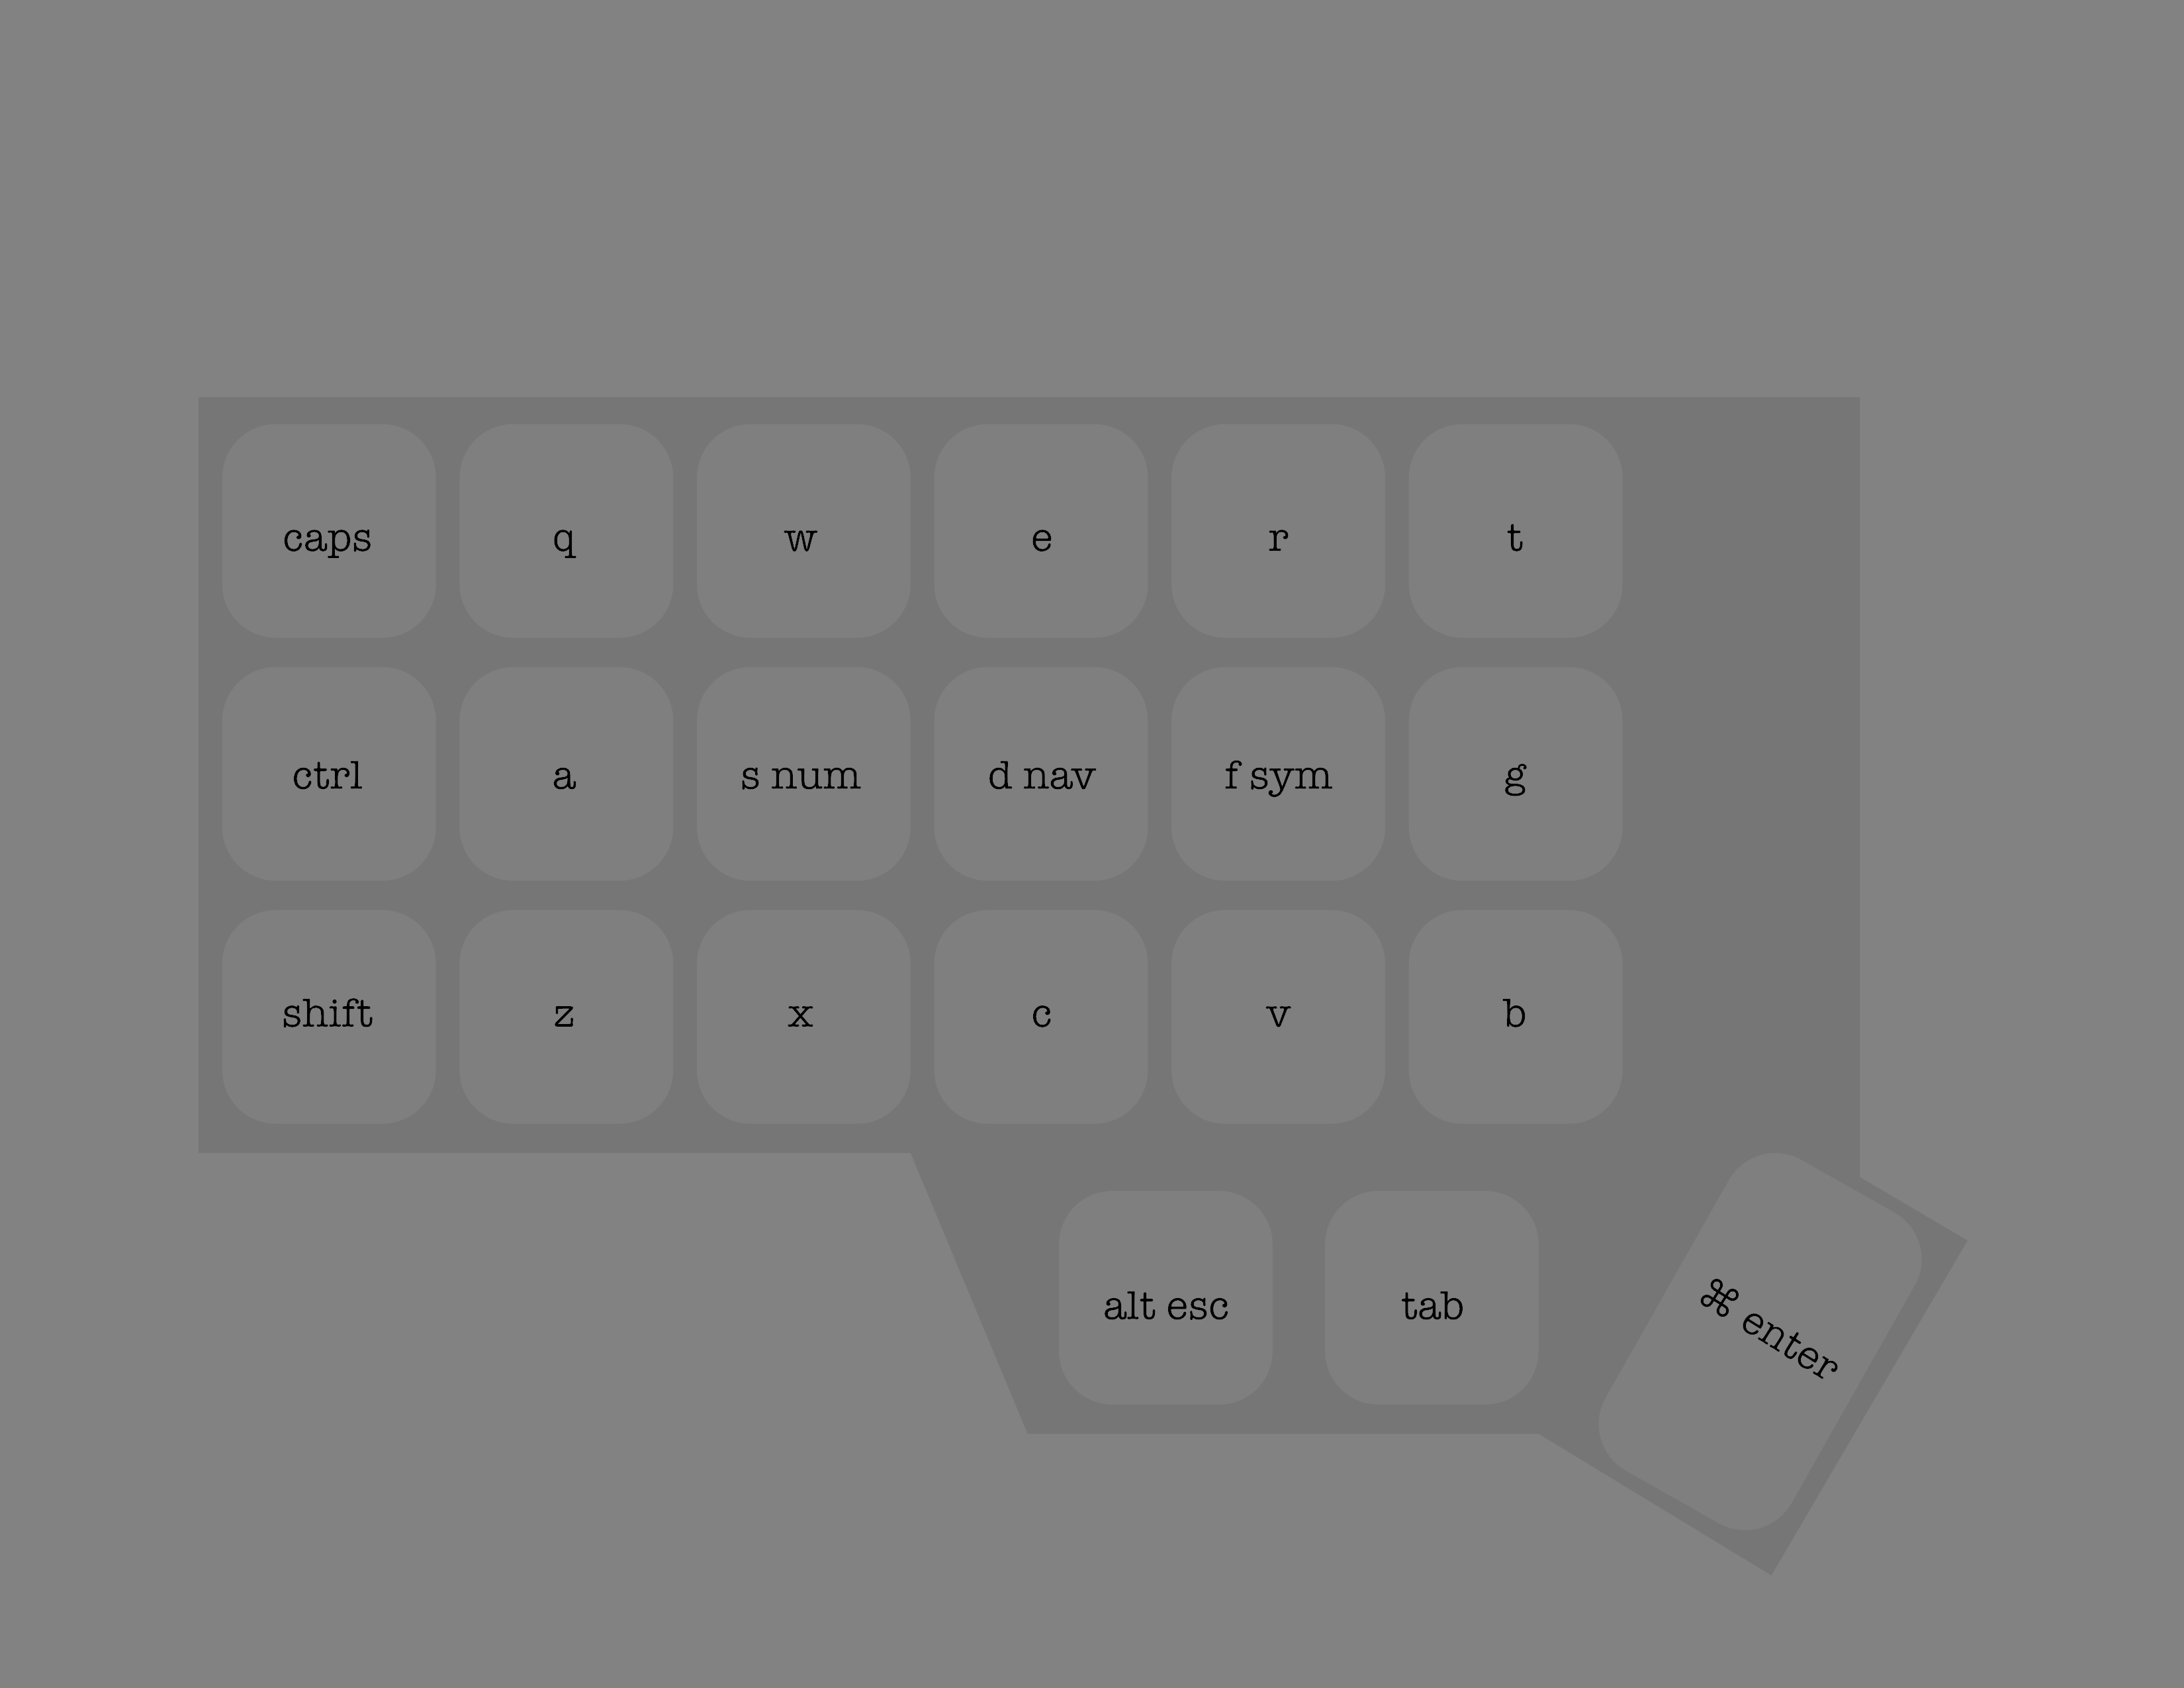 caps q w e r t
ctrl a s num d nav f sym g
shift z x c v b
alt esc tab ⌘ enter